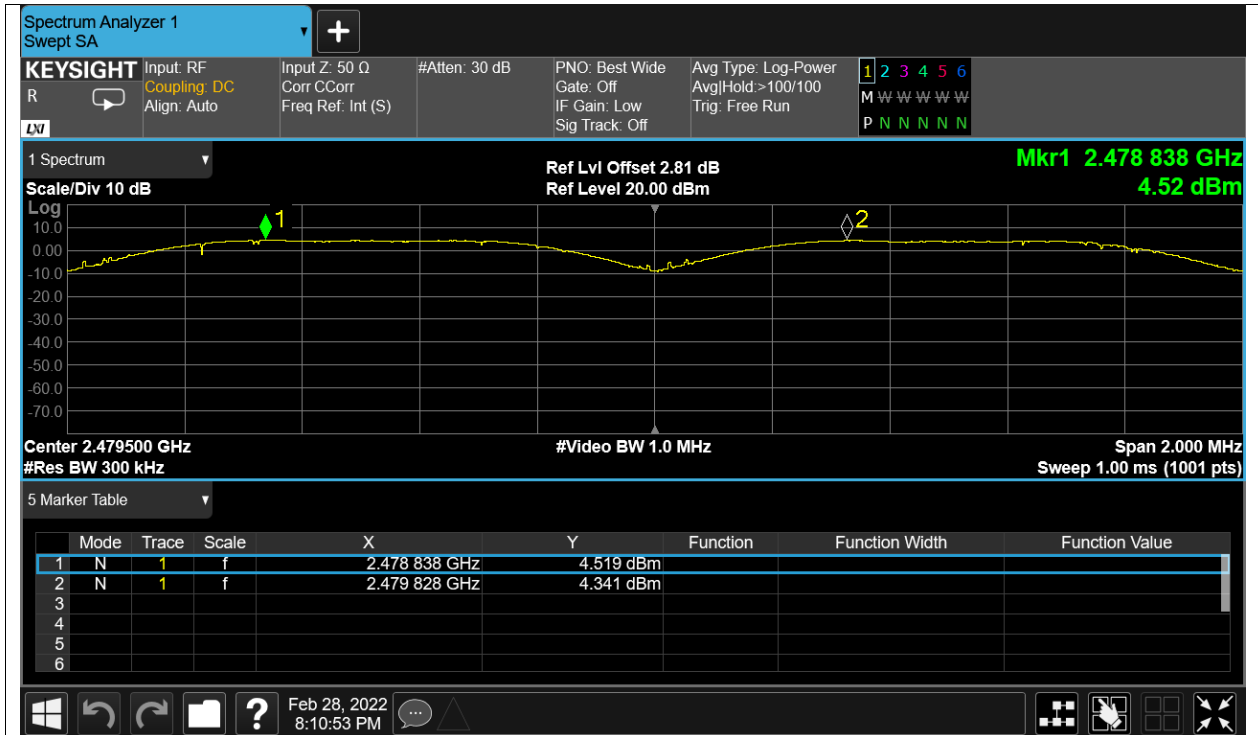 Spectrum Analyzer 1
Swept SA
+
KEYSIGHT
R
LXI
Input: RF
Coupling: DC
Align: Auto
Input Z: 50 Ω
Corr CCorr
Freq Ref: Int (S)
#Atten: 30 dB
PNO: Best Wide
Gate: Off
IF Gain: Low
Sig Track: Off
Avg Type: Log-Power
Avg|Hold:>100/100
Trig: Free Run
1 2 3 4 5 6
M W W W W W
P N N N N N
1 Spectrum
Scale/Div 10 dB
Ref Lvl Offset 2.81 dB
Ref Level 20.00 dBm
Mkr1 2.478 838 GHz
4.52 dBm
Log
10.0
0.00
-10.0
-20.0
-30.0
-40.0
-50.0
-60.0
-70.0
1
2
Center 2.479500 GHz
#Res BW 300 kHz
#Video BW 1.0 MHz
Span 2.000 MHz
Sweep 1.00 ms (1001 pts)
5 Marker Table
Mode Trace Scale X Y Function Function Width Function Value
1 N 1 f 2.478 838 GHz 4.519 dBm
2 N 1 f 2.479 828 GHz 4.341 dBm
3
4
5
6
?
Feb 28, 2022
8:10:53 PM